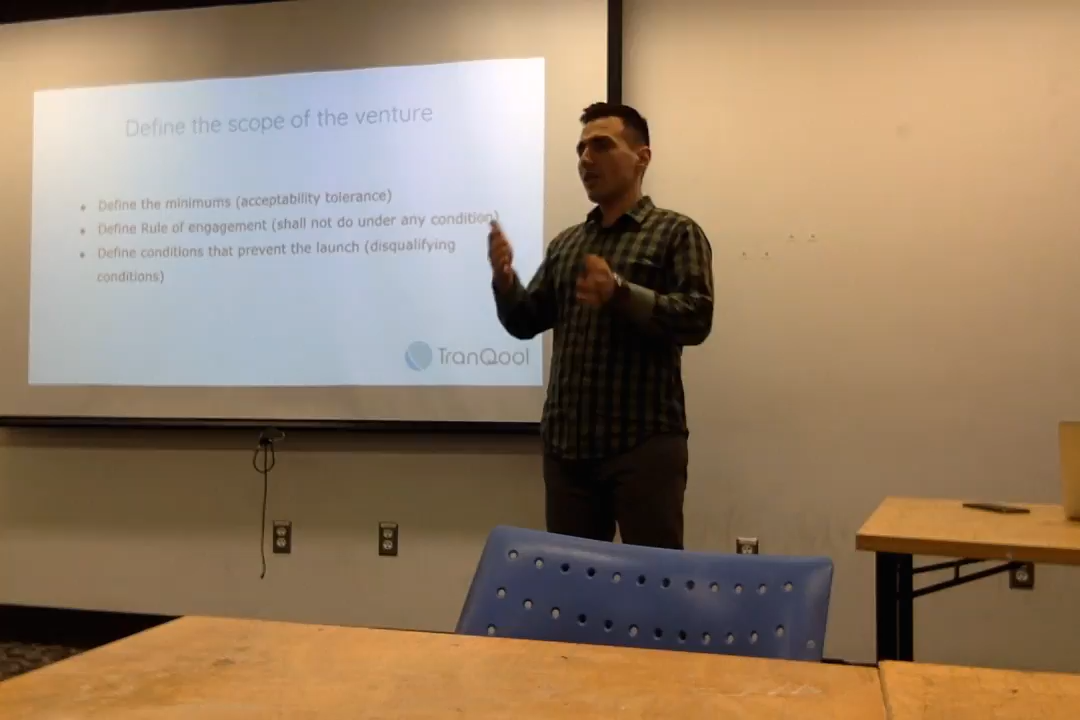 Define the scope of the venture
• Define the minimums (acceptability tolerance)
• Define Rule of engagement (shall not do under any condition)
• Define conditions that prevent the launch (disqualifying
conditions)
TranQool